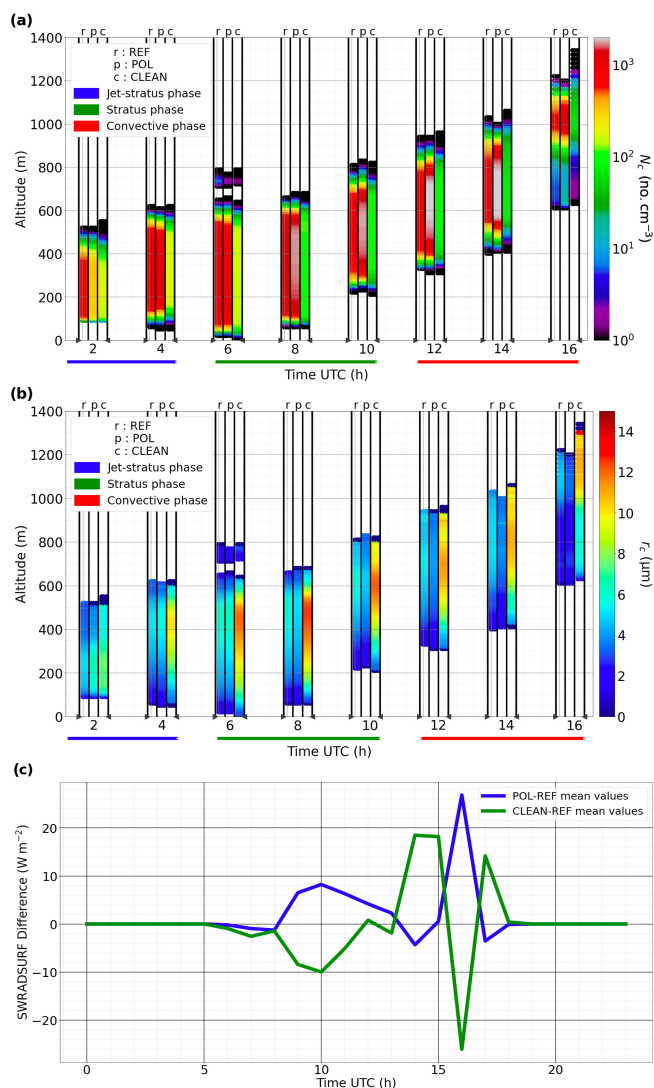 (a)
r p c r p c r p c r p c r p c r p c r p c r p c
r : REF
p : POL
c : CLEAN
Jet-stratus phase
Stratus phase
Convective phase
1400
1200
1000
800
600
400
200
0
Altitude (m)
2 4 6 8 10 12 14 16
Time UTC (h)
10³
10²
10¹
10⁰
N_c (no. cm⁻³)
(b)
r p c r p c r p c r p c r p c r p c r p c r p c
r : REF
p : POL
c : CLEAN
Jet-stratus phase
Stratus phase
Convective phase
1400
1200
1000
800
600
400
200
0
Altitude (m)
2 4 6 8 10 12 14 16
Time UTC (h)
14
12
10
8
6
4
2
0
r_c (μm)
(c)
POL-REF mean values
CLEAN-REF mean values
20
10
0
−10
−20
SWRADSURF Difference (W m⁻²)
0 5 10 15 20
Time UTC (h)